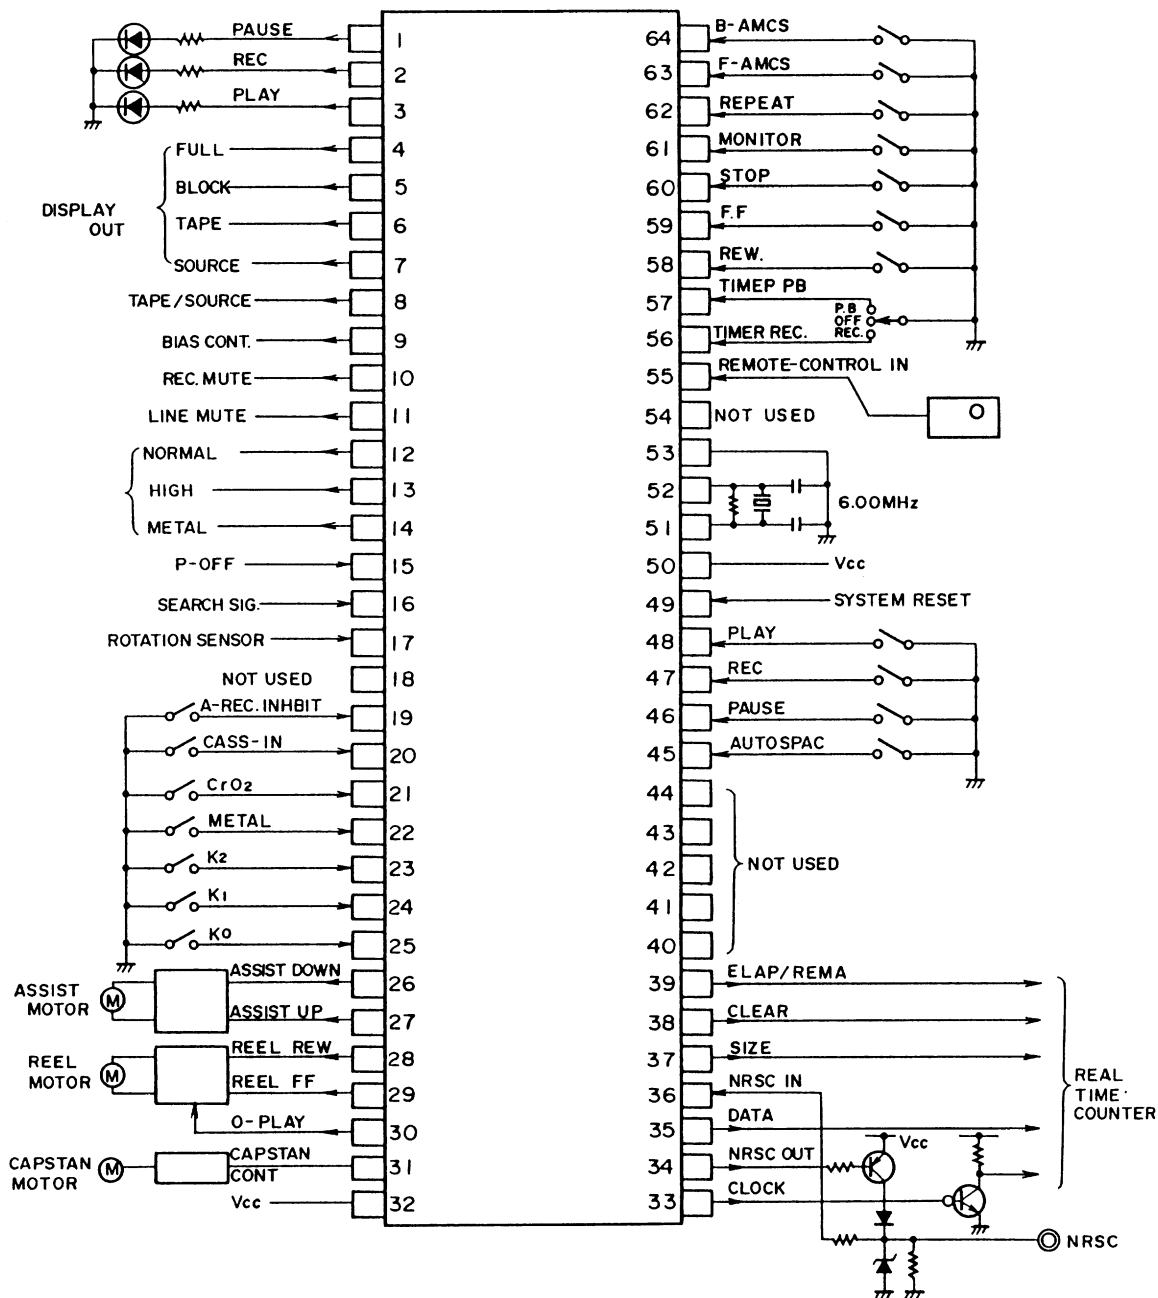 PAUSE 1
REC 2
PLAY 3
FULL 4
BLOCK 5
TAPE 6
SOURCE 7
DISPLAY
OUT
TAPE/SOURCE 8
BIAS CONT. 9
REC. MUTE 10
LINE MUTE 11
NORMAL 12
HIGH 13
METAL 14
P-OFF 15
SEARCH SIG. 16
ROTATION SENSOR 17
NOT USED 18
A-REC. INHBIT 19
CASS-IN 20
CrO2 21
METAL 22
K2 23
K1 24
K0 25
ASSIST DOWN 26
ASSIST
MOTOR
M
ASSIST UP 27
REEL REW 28
REEL
MOTOR
M
REEL FF 29
O-PLAY 30
CAPSTAN
CONT
31
CAPSTAN
MOTOR
M
Vcc 32
64 B-AMCS
63 F-AMCS
62 REPEAT
61 MONITOR
60 STOP
59 F.F
58 REW.
57 TIMEP PB
P.B
OFF
REC.
56 TIMER REC.
55 REMOTE-CONTROL IN
54 NOT USED
53
52
6.00MHz
51
50 Vcc
49 SYSTEM RESET
48 PLAY
47 REC
46 PAUSE
45 AUTO SPAC
44
43
42 NOT USED
41
40
39 ELAP/REMA
38 CLEAR
37 SIZE
36 NRSC IN
REAL
TIME
COUNTER
35 DATA
34 NRSC OUT
Vcc
33 CLOCK
NRSC